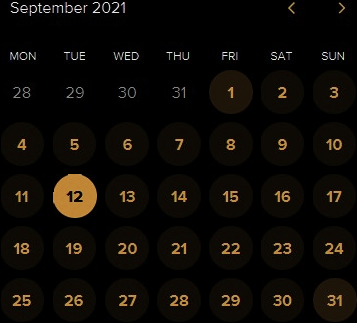 September 2021
MON TUE WED THU FRI SAT SUN
28 29 30 31 1 2 3
4 5 6 7 8 9 10
11 12 13 14 15 16 17
18 19 20 21 22 23 24
25 26 27 28 29 30 31